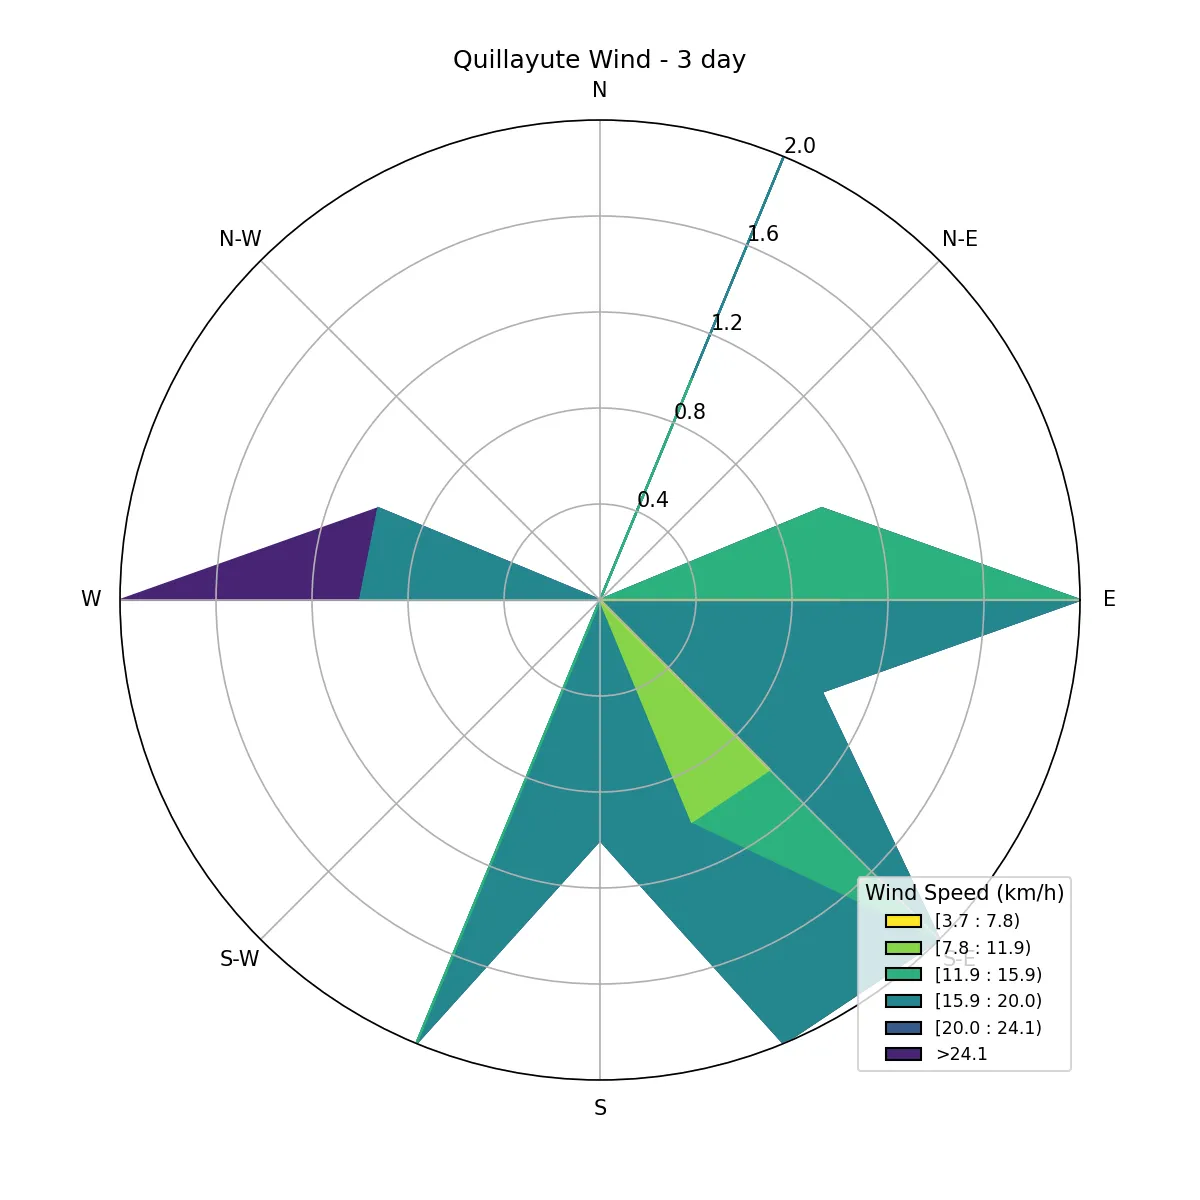 Quillayute Wind - 3 day
N
2.0
N-W
1.6
N-E
1.2
0.8
0.4
W
E
Wind Speed (km/h)
[3.7 : 7.8)
[7.8 : 11.9)
[11.9 : 15.9)
[15.9 : 20.0)
[20.0 : 24.1)
>24.1
S-W
S-E
S